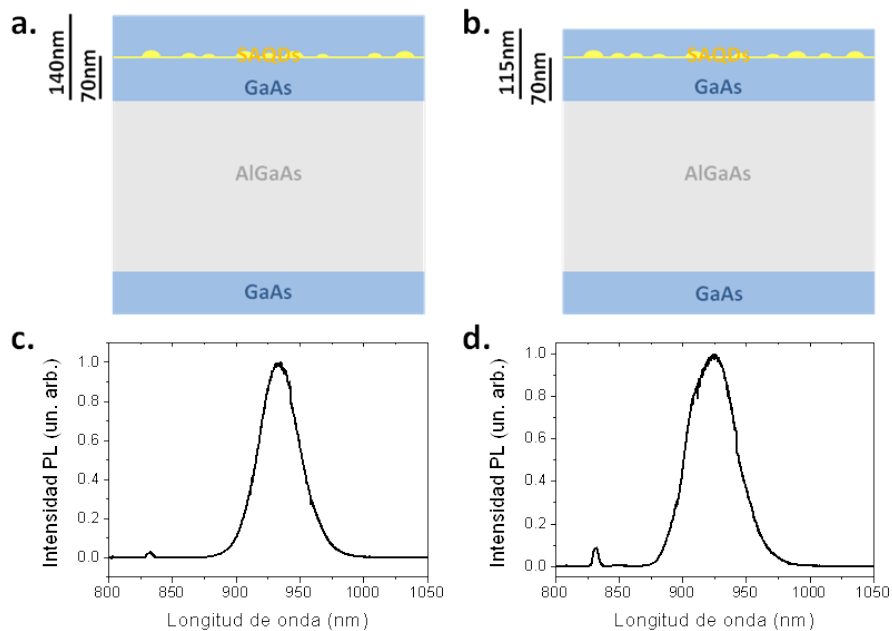 a.
140nm
70nm
SAQDs
GaAs
AlGaAs
GaAs
b.
115nm
70nm
SAQDs
GaAs
AlGaAs
GaAs
c.
Intensidad PL (un. arb.)
1.0
0.8
0.6
0.4
0.2
0.0
800 850 900 950 1000 1050
Longitud de onda (nm)
d.
Intensidad PL (un. arb.)
1.0
0.8
0.6
0.4
0.2
0.0
800 850 900 950 1000 1050
Longitud de onda (nm)